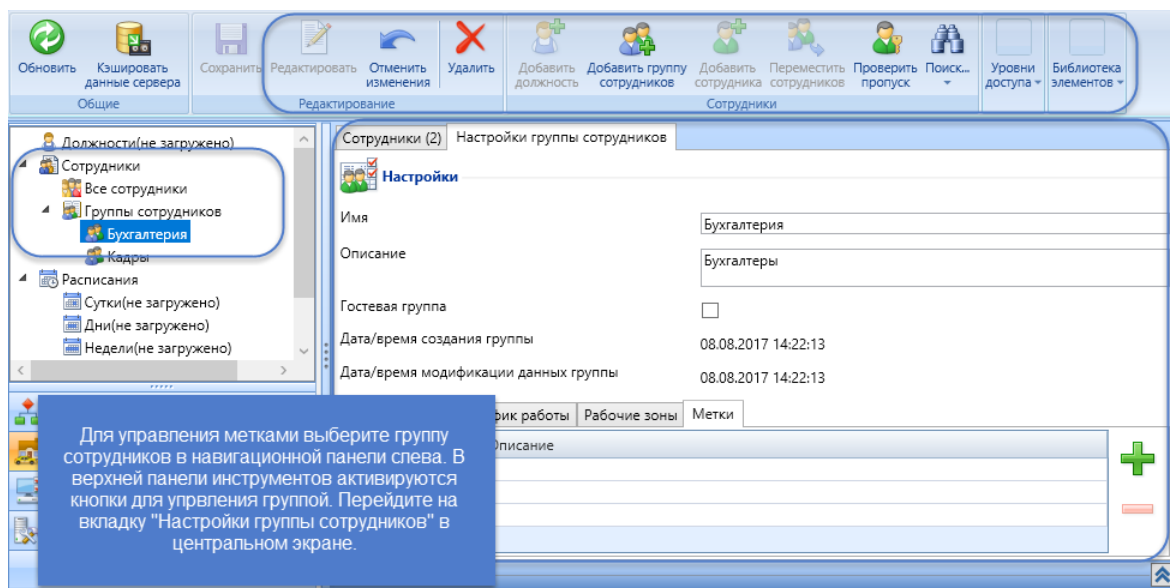 Обновить Кэшировать данные сервера Сохранить Редактировать Отменить изменения Удалить Добавить должность Добавить группу сотрудников Добавить сотрудника Переместить сотрудников Проверить пропуск Поиск... Уровни доступа Библиотека элементов
Общие Редактирование Сотрудники
Должности(не загружено)
Сотрудники
Все сотрудники
Группы сотрудников
Бухгалтерия
Кадры
Расписания
Сутки(не загружено)
Дни(не загружено)
Недели(не загружено)
Сотрудники (2) Настройки группы сотрудников
Настройки
Имя Бухгалтерия
Описание Бухгалтеры
Гостевая группа
Дата/время создания группы 08.08.2017 14:22:13
Дата/время модификации данных группы 08.08.2017 14:22:13
работы Рабочие зоны Метки
Описание
Для управления метками выберите группу
сотрудников в навигационной панели слева. В
верхней панели инструментов активируются
кнопки для упрвления группой. Перейдите на
вкладку "Настройки группы сотрудников" в
центральном экране.